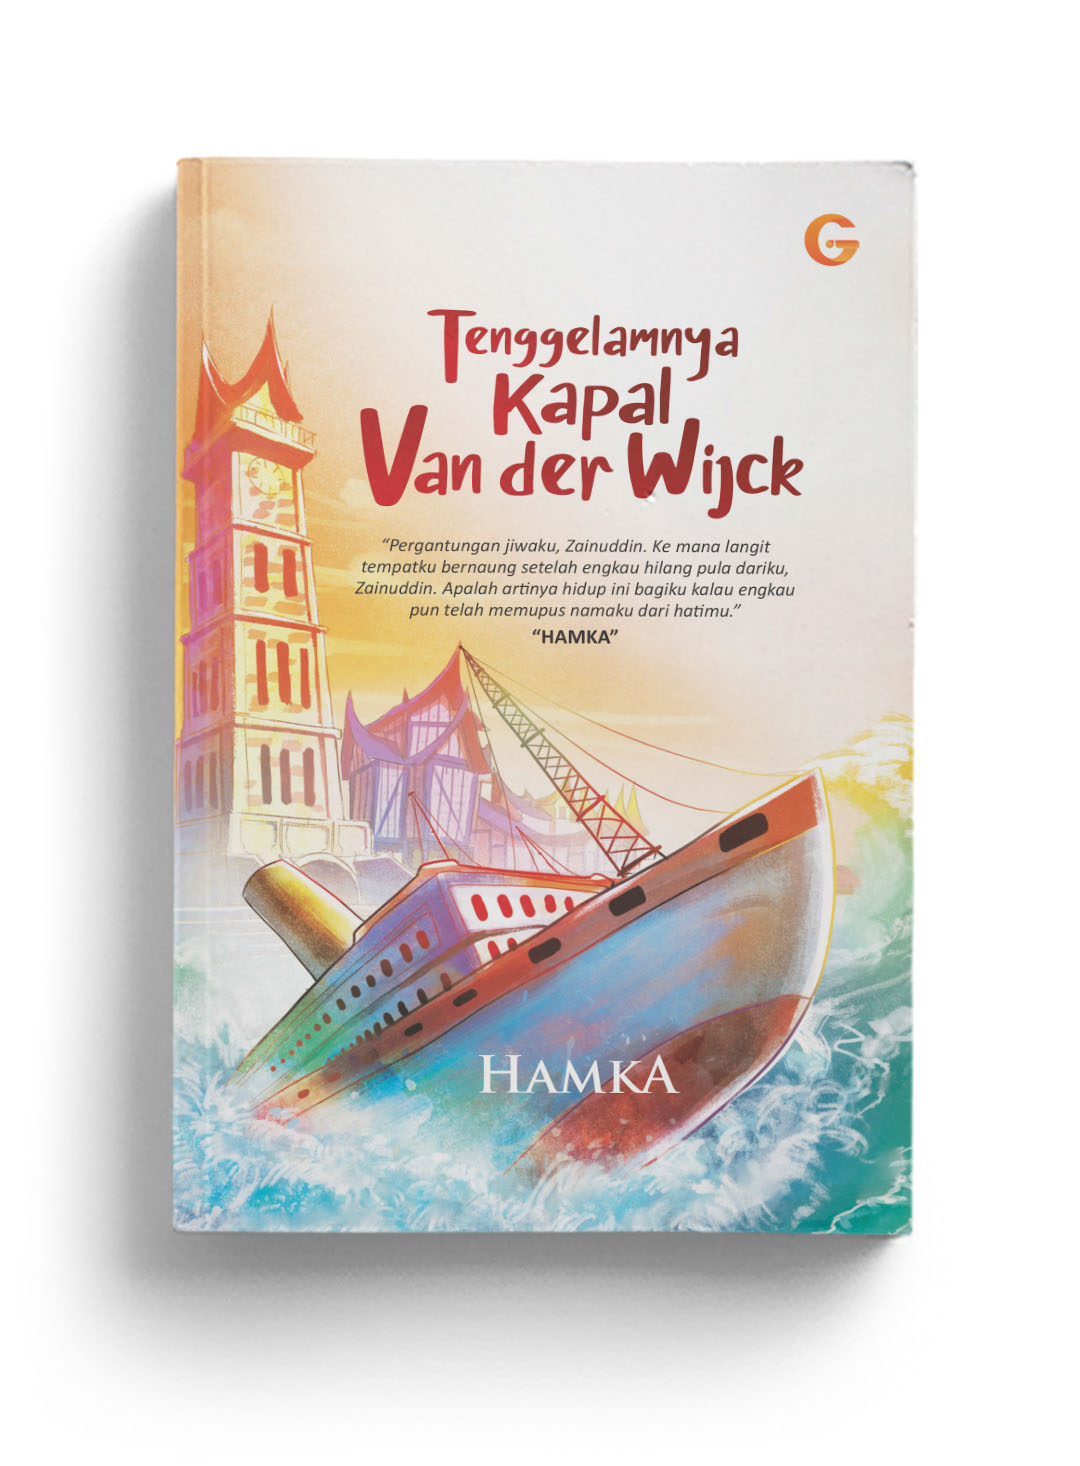 G
Tenggelamnya
Kapal
Van der Wijck
“Pergantungan jiwaku, Zainuddin. Ke mana langit
tempatku bernaung setelah engkau hilang pula dariku,
Zainuddin. Apalah artinya hidup ini bagiku kalau engkau
pun telah memupus namaku dari hatimu.”
“HAMKA”
HAMKA